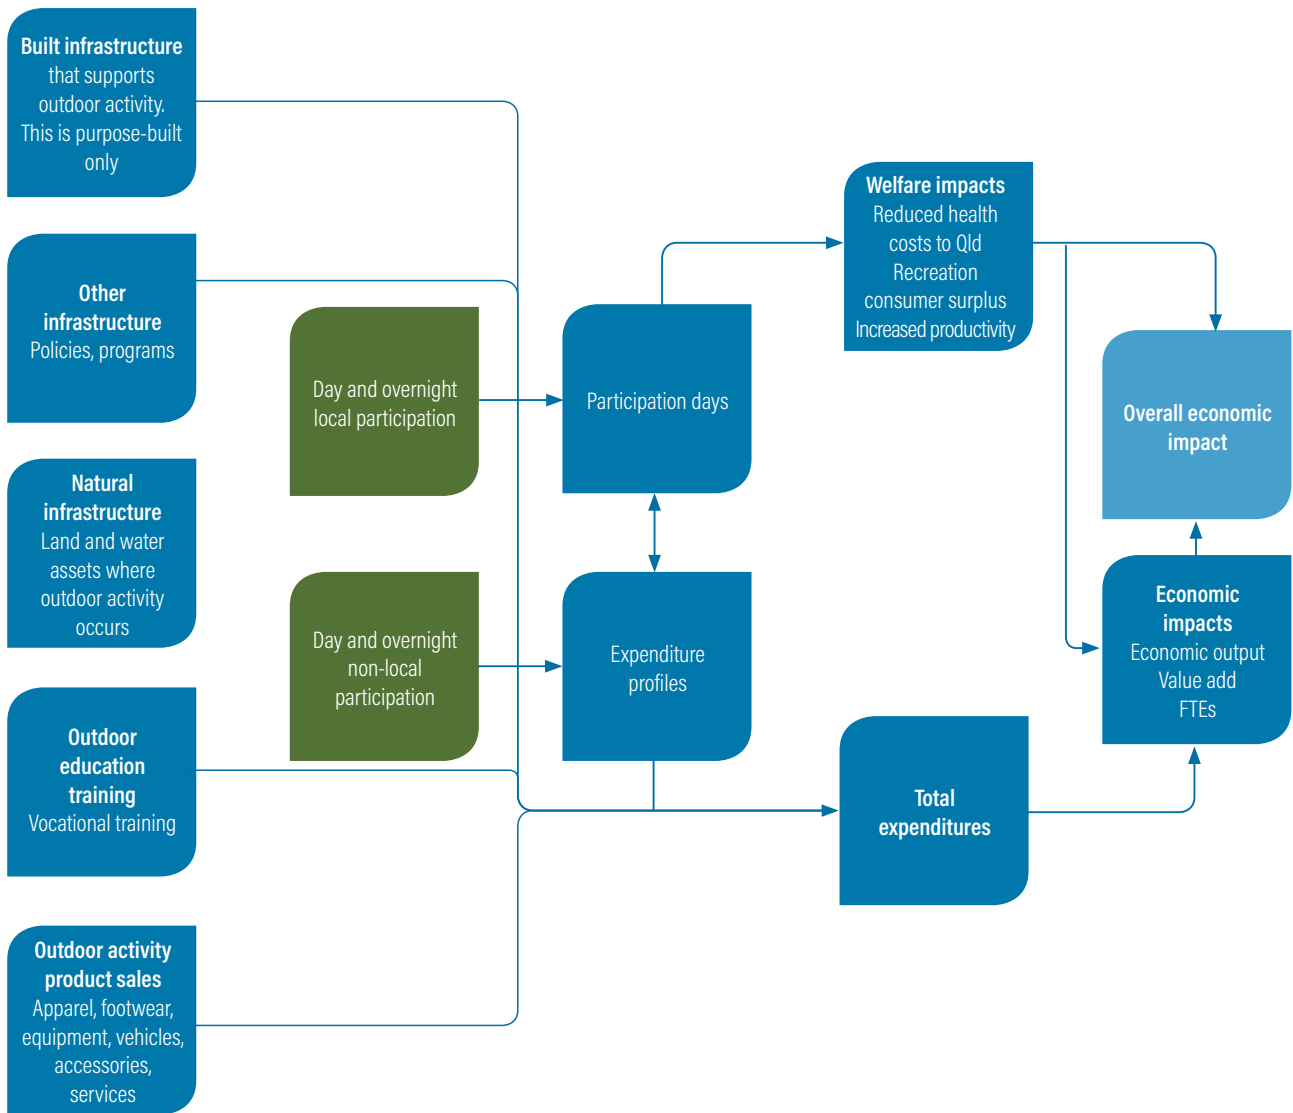 Built infrastructure
that supports
outdoor activity.
This is purpose-built
only
Other
infrastructure
Policies, programs
Natural
infrastructure
Land and water
assets where
outdoor activity
occurs
Outdoor
education
training
Vocational training
Outdoor activity
product sales
Apparel, footwear,
equipment, vehicles,
accessories,
services
Day and overnight
local participation
Day and overnight
non-local
participation
Participation days
Expenditure
profiles
Welfare impacts
Reduced health
costs to Qld
Recreation
consumer surplus
Increased productivity
Total
expenditures
Overall economic
impact
Economic
impacts
Economic output
Value add
FTEs